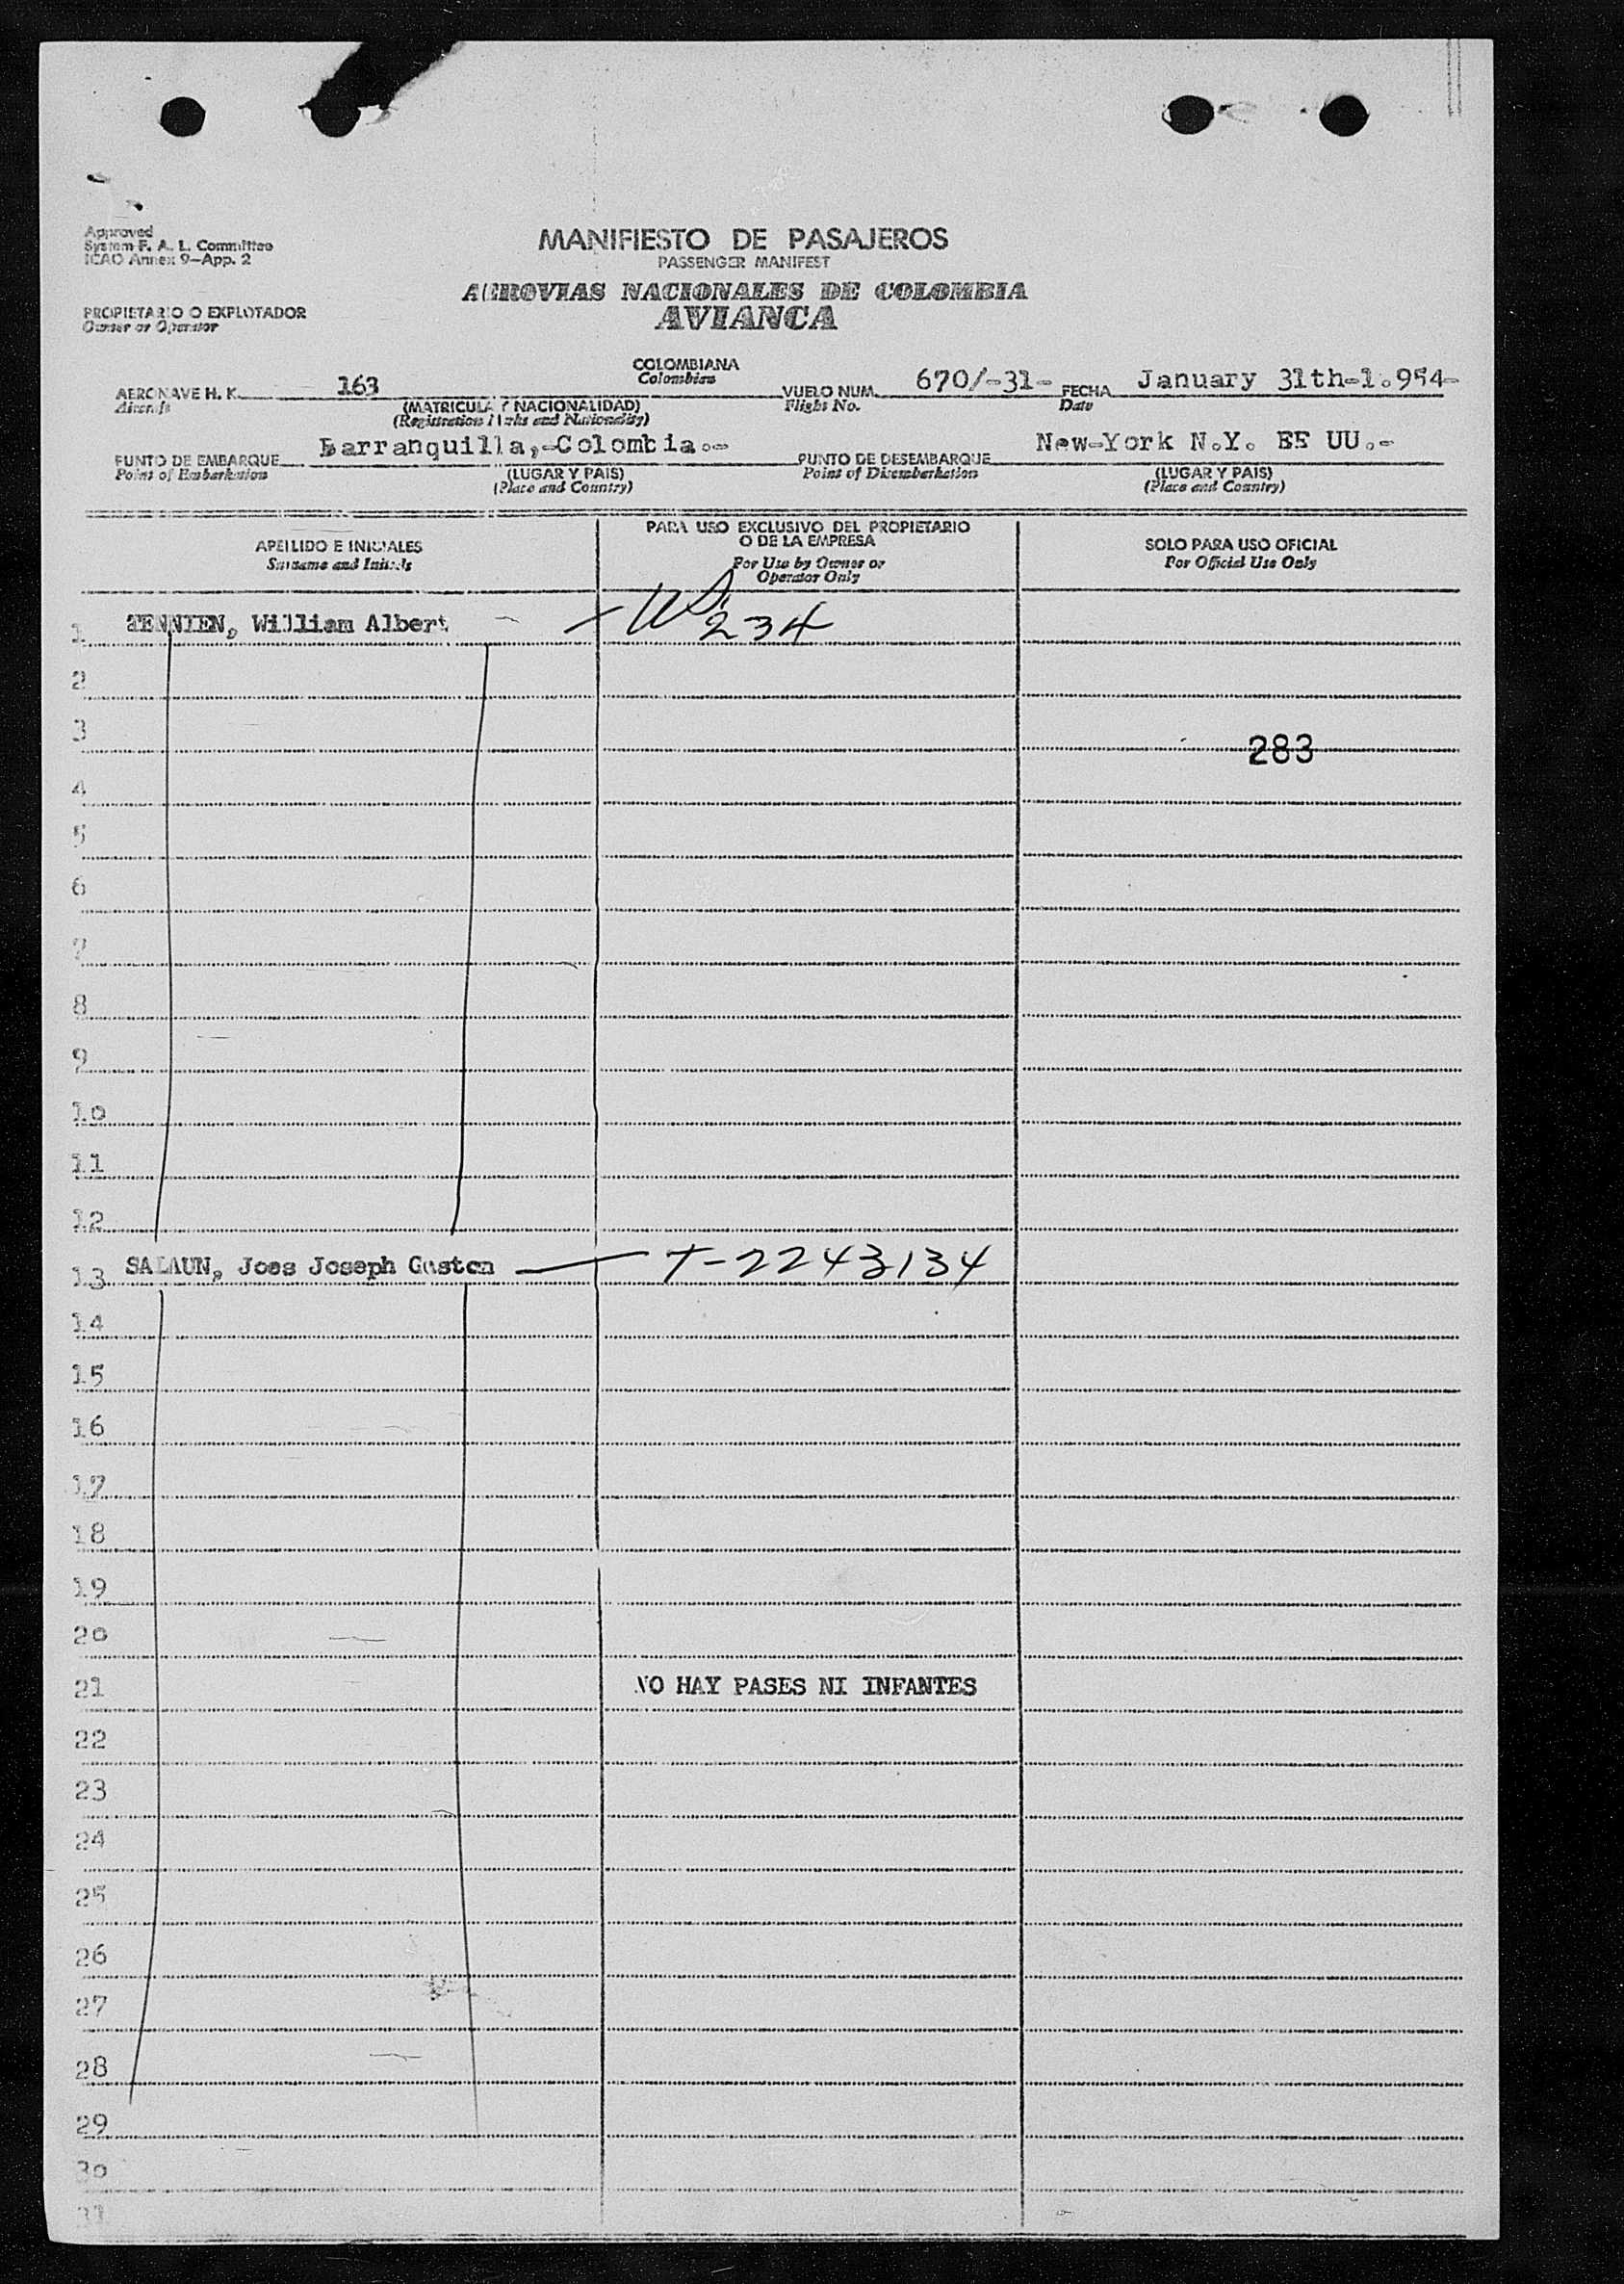 Approved
System F. A. L. Committee
ICAO Annex 9-App. 2
MANIFIESTO DE PASAJEROS
PASSENGER MANIFEST
AEROVIAS NACIONALES DE COLOMBIA
AVIANCA
PROPIETARIO O EXPLOTADOR
Owner or Operator
AERONAVE H. K. 163 COLOMBIANA VUELO NUM. 670/-31- FECHA January 31th-1.954-
Aircraft Colombian Flight No. Date
(MATRICULA Y NACIONALIDAD)
(Registration Marks and Nationality)
PUNTO DE EMBARQUE Barranquilla,-Colombia.- PUNTO DE DESEMBARQUE New-York N.Y. EE UU.-
Point of Embarkation (LUGAR Y PAIS) Point of Disembarkation (LUGAR Y PAIS)
(Place and Country) (Place and Country)
APELLIDO E INICIALES
Surname and Initials
PARA USO EXCLUSIVO DEL PROPIETARIO
O DE LA EMPRESA
For Use by Owner or
Operator Only
SOLO PARA USO OFICIAL
For Official Use Only
1 TENNIEN, William Albert 234
2
3 283
4
5
6
7
8
9
10
11
12
13 SALAUN, Joes Joseph Gaston T-2243134
14
15
16
17
18
19
20
21 NO HAY PASES NI INFANTES
22
23
24
25
26
27
28
29
30
31